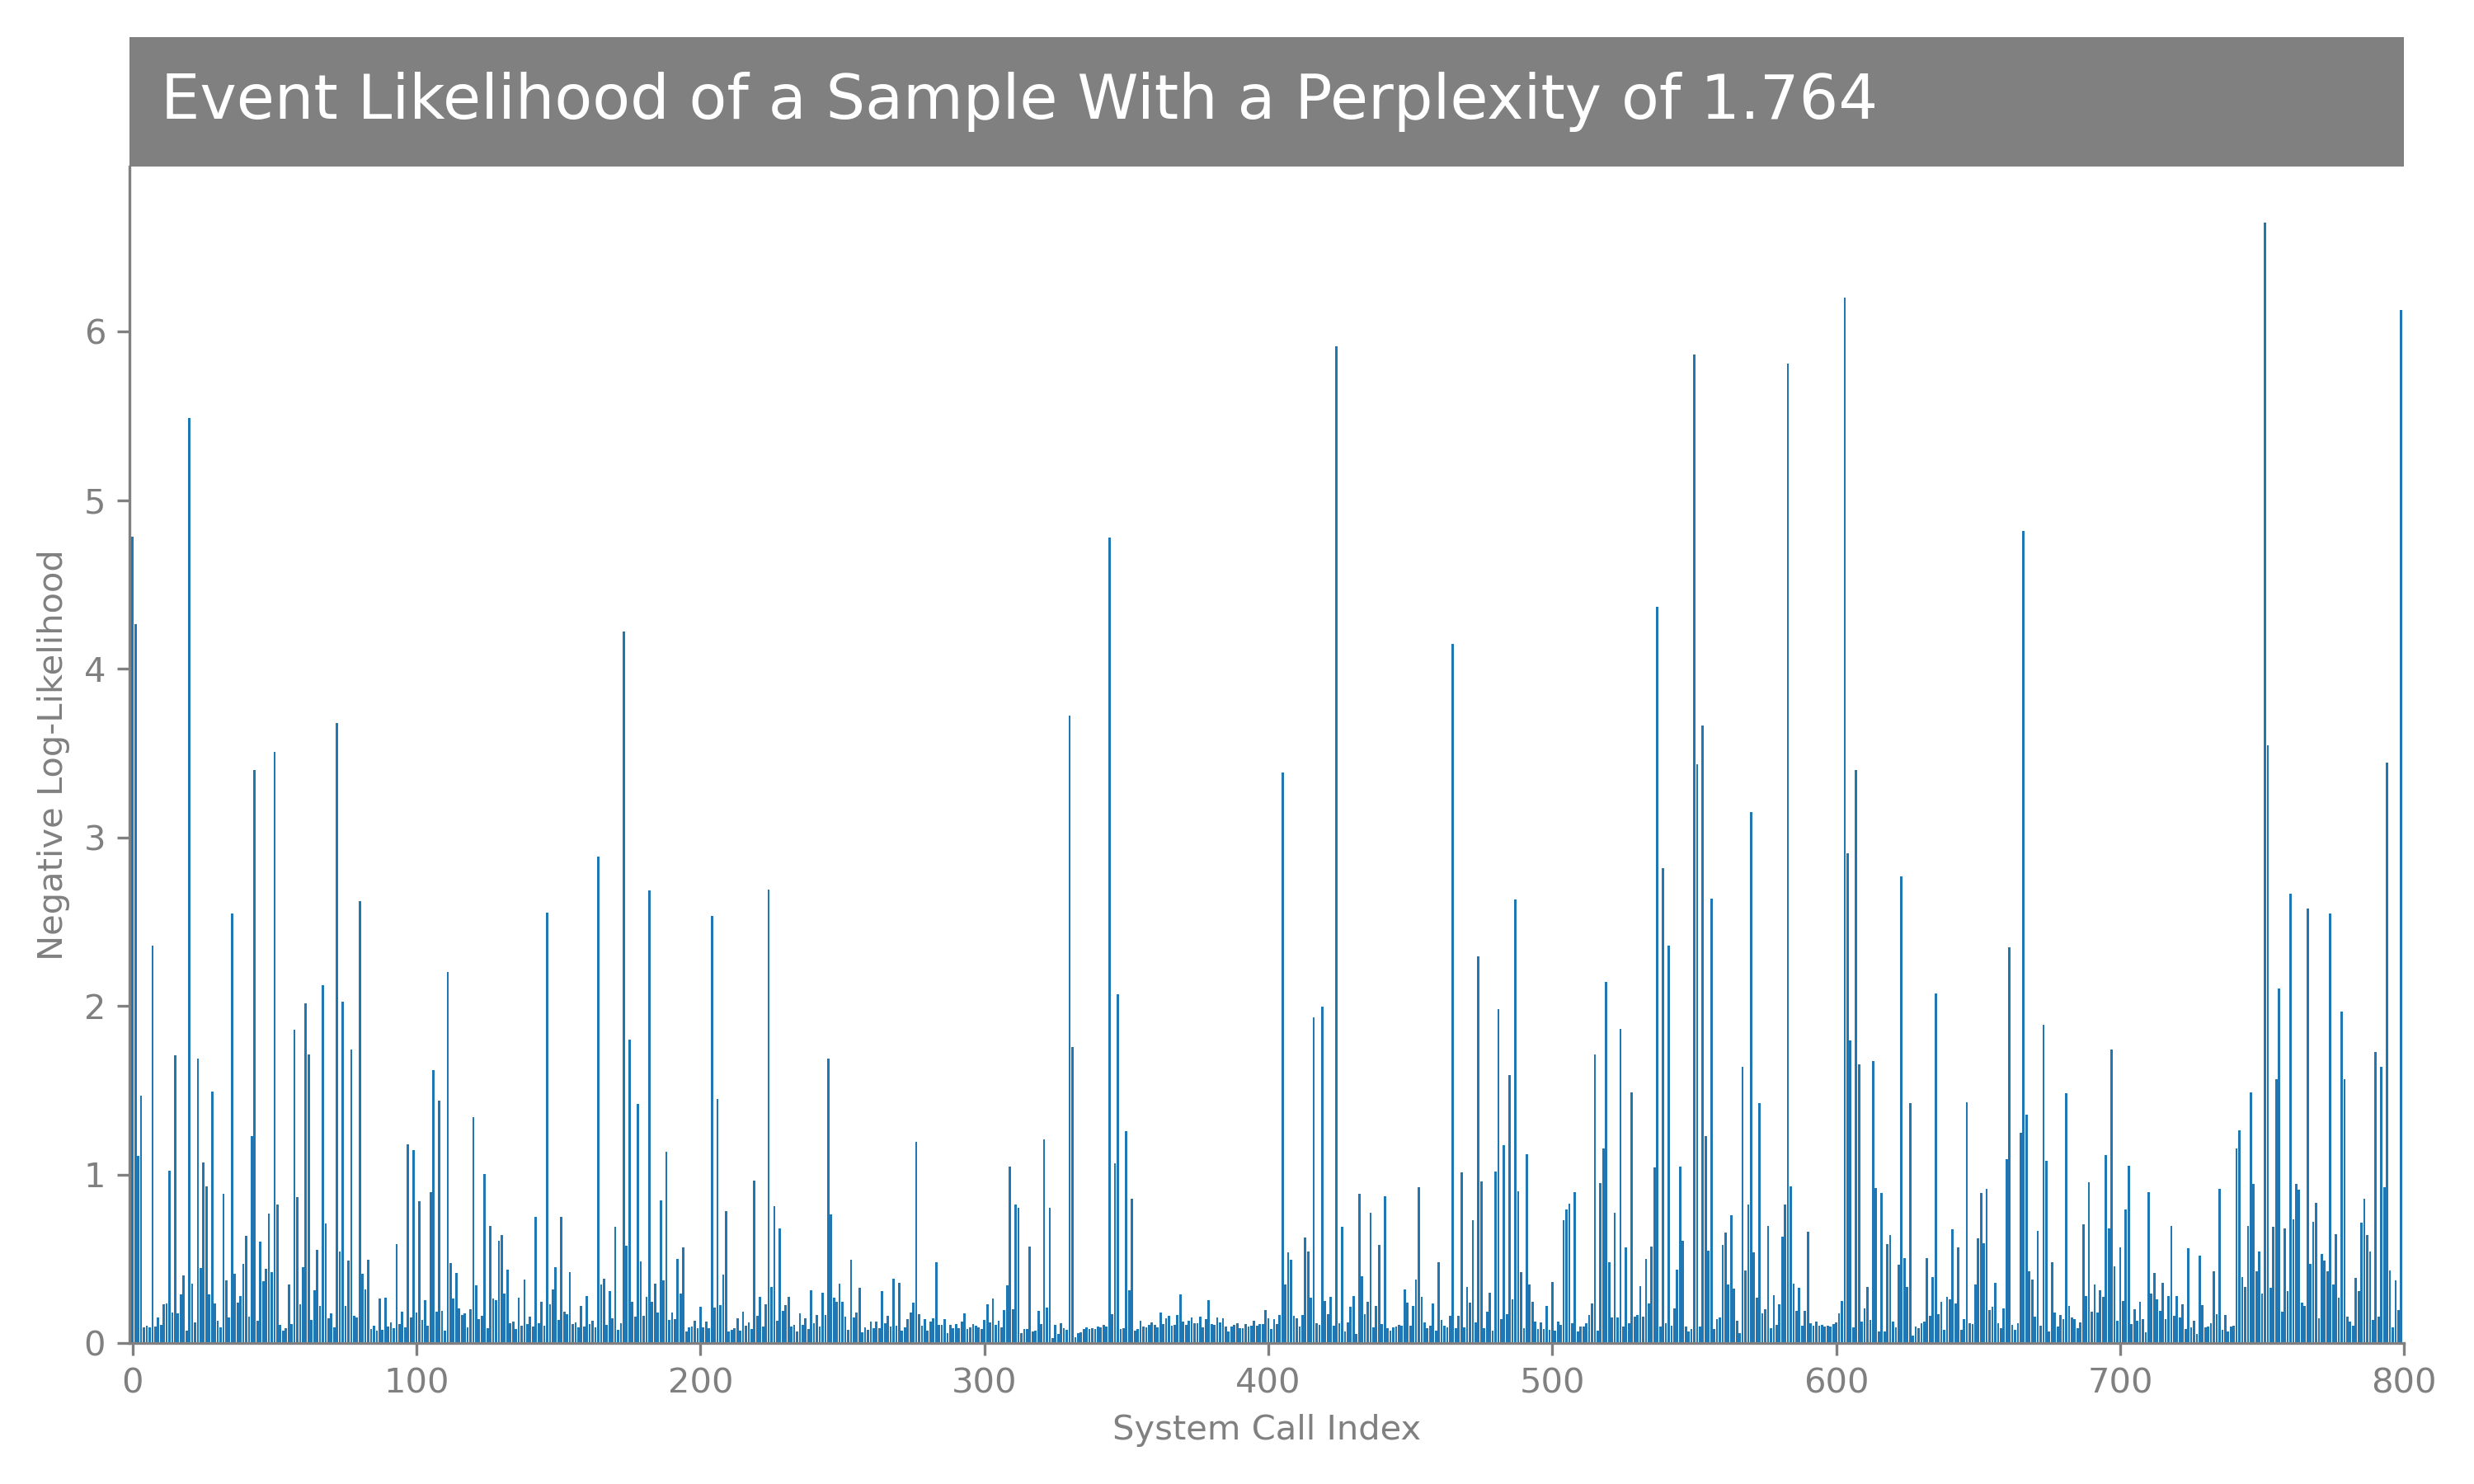 Event Likelihood of a Sample With a Perplexity of 1.764
Negative Log-Likelihood
6
5
4
3
2
1
0
0 100 200 300 400 500 600 700 800
System Call Index